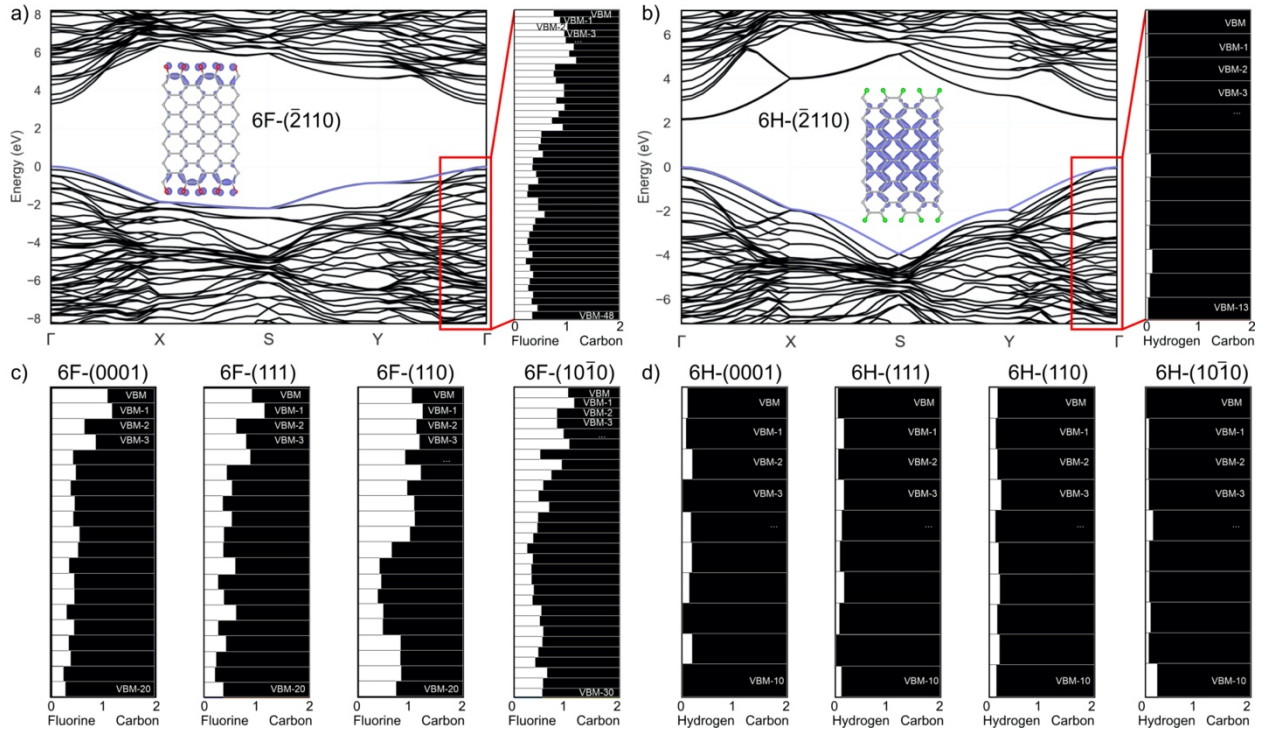 a)
8
6
4
2
0
−2
−4
−6
−8
Energy (eV)
Γ
X
S
Y
Γ
6F-(2̄110)
VBM
VBM-1
VBM-2
VBM-3
...
VBM-48
0
1
2
Fluorine
Carbon
b)
6
4
2
0
−2
−4
−6
Energy (eV)
Γ
X
S
Y
Γ
6H-(2̄110)
VBM
VBM-1
VBM-2
VBM-3
...
VBM-13
0
1
2
Hydrogen
Carbon
c)
6F-(0001)
VBM
VBM-1
VBM-2
VBM-3
VBM-20
0
1
2
Fluorine
Carbon
6F-(111)
VBM
VBM-1
VBM-2
VBM-3
VBM-20
0
1
2
Fluorine
Carbon
6F-(110)
VBM
VBM-1
VBM-2
VBM-3
...
VBM-20
0
1
2
Fluorine
Carbon
6F-(101̄0)
VBM
VBM-1
VBM-2
VBM-3
...
VBM-30
0
1
2
Fluorine
Carbon
d)
6H-(0001)
VBM
VBM-1
VBM-2
VBM-3
...
VBM-10
0
1
2
Hydrogen
Carbon
6H-(111)
VBM
VBM-1
VBM-2
VBM-3
...
VBM-10
0
1
2
Hydrogen
Carbon
6H-(110)
VBM
VBM-1
VBM-2
VBM-3
...
VBM-10
0
1
2
Hydrogen
Carbon
6H-(101̄0)
VBM
VBM-1
VBM-2
VBM-3
...
VBM-10
0
1
2
Hydrogen
Carbon